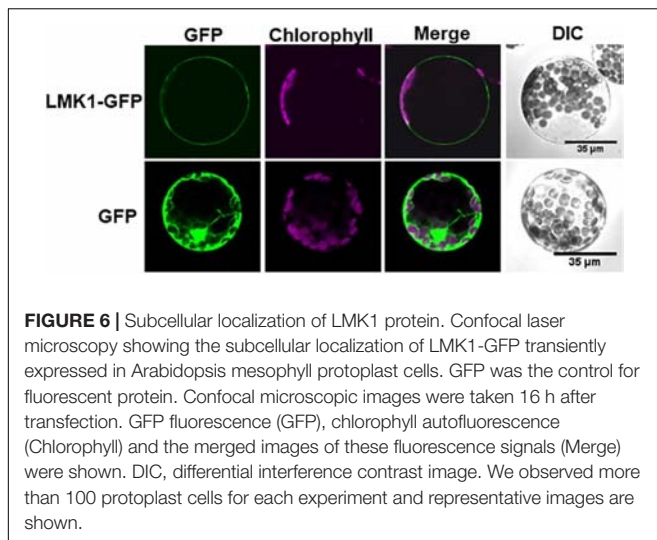 GFP Chlorophyll Merge DIC
LMK1-GFP
35 µm
GFP
35 µm
FIGURE 6 | Subcellular localization of LMK1 protein. Confocal laser
microscopy showing the subcellular localization of LMK1-GFP transiently
expressed in Arabidopsis mesophyll protoplast cells. GFP was the control for
fluorescent protein. Confocal microscopic images were taken 16 h after
transfection. GFP fluorescence (GFP), chlorophyll autofluorescence
(Chlorophyll) and the merged images of these fluorescence signals (Merge)
were shown. DIC, differential interference contrast image. We observed more
than 100 protoplast cells for each experiment and representative images are
shown.